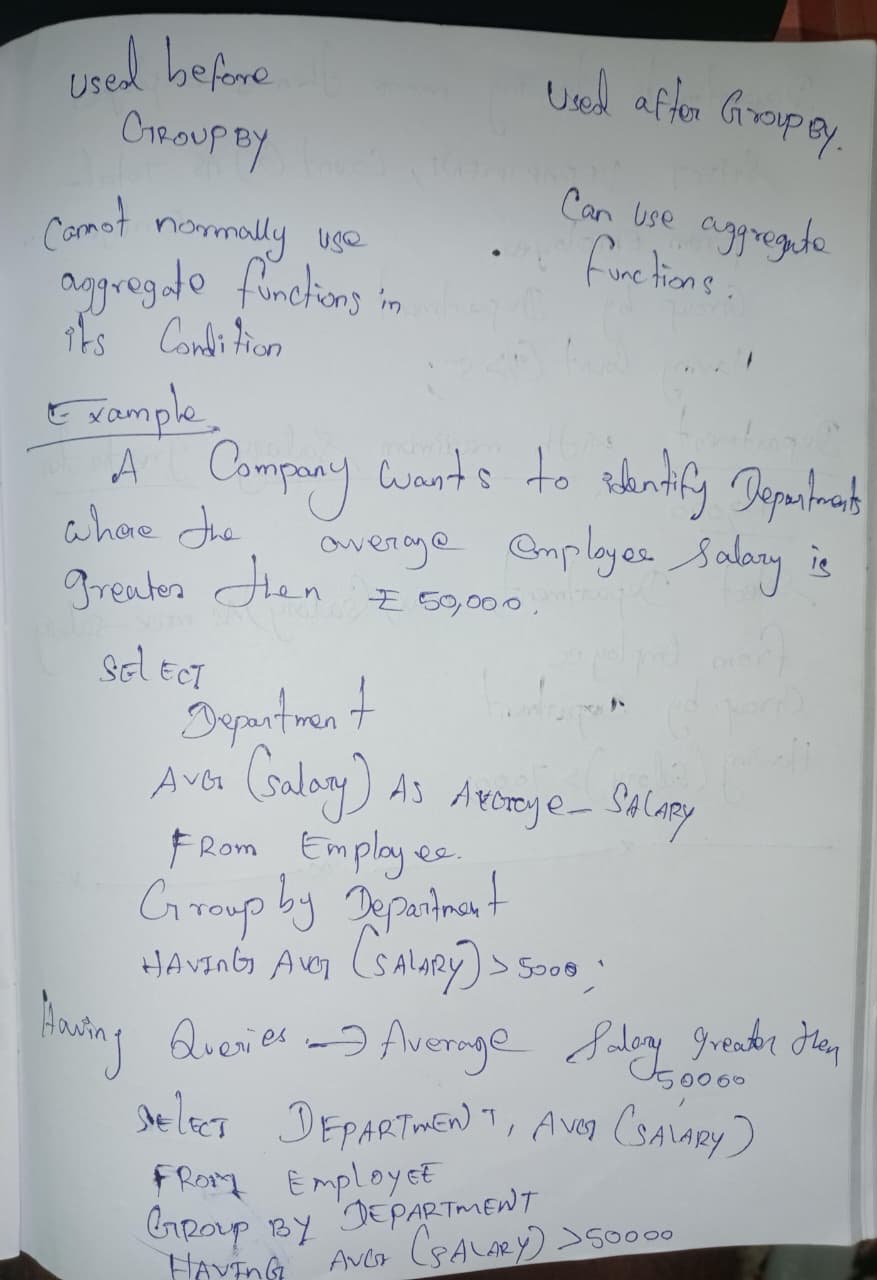 Used before
GROUP BY
Used after Group By.
Cannot normally use
aggregate functions in
its Condition
Can Use aggregate
functions.
Example
A Company wants to identify Departments
where the average employee salary is
greater then ₹ 50,000.
SELECT
Department
AVG (salary) AS Average_ SALARY
FROM Employee.
Group by Department
HAVING AVG (SALARY) > 5000;
Having Queries → Average Salary greater then
50000
SELECT DEPARTMENT, AVG (SALARY)
FROM EmployEE
GROUP BY DEPARTMENT
HAVING AVG (SALARY) >50000